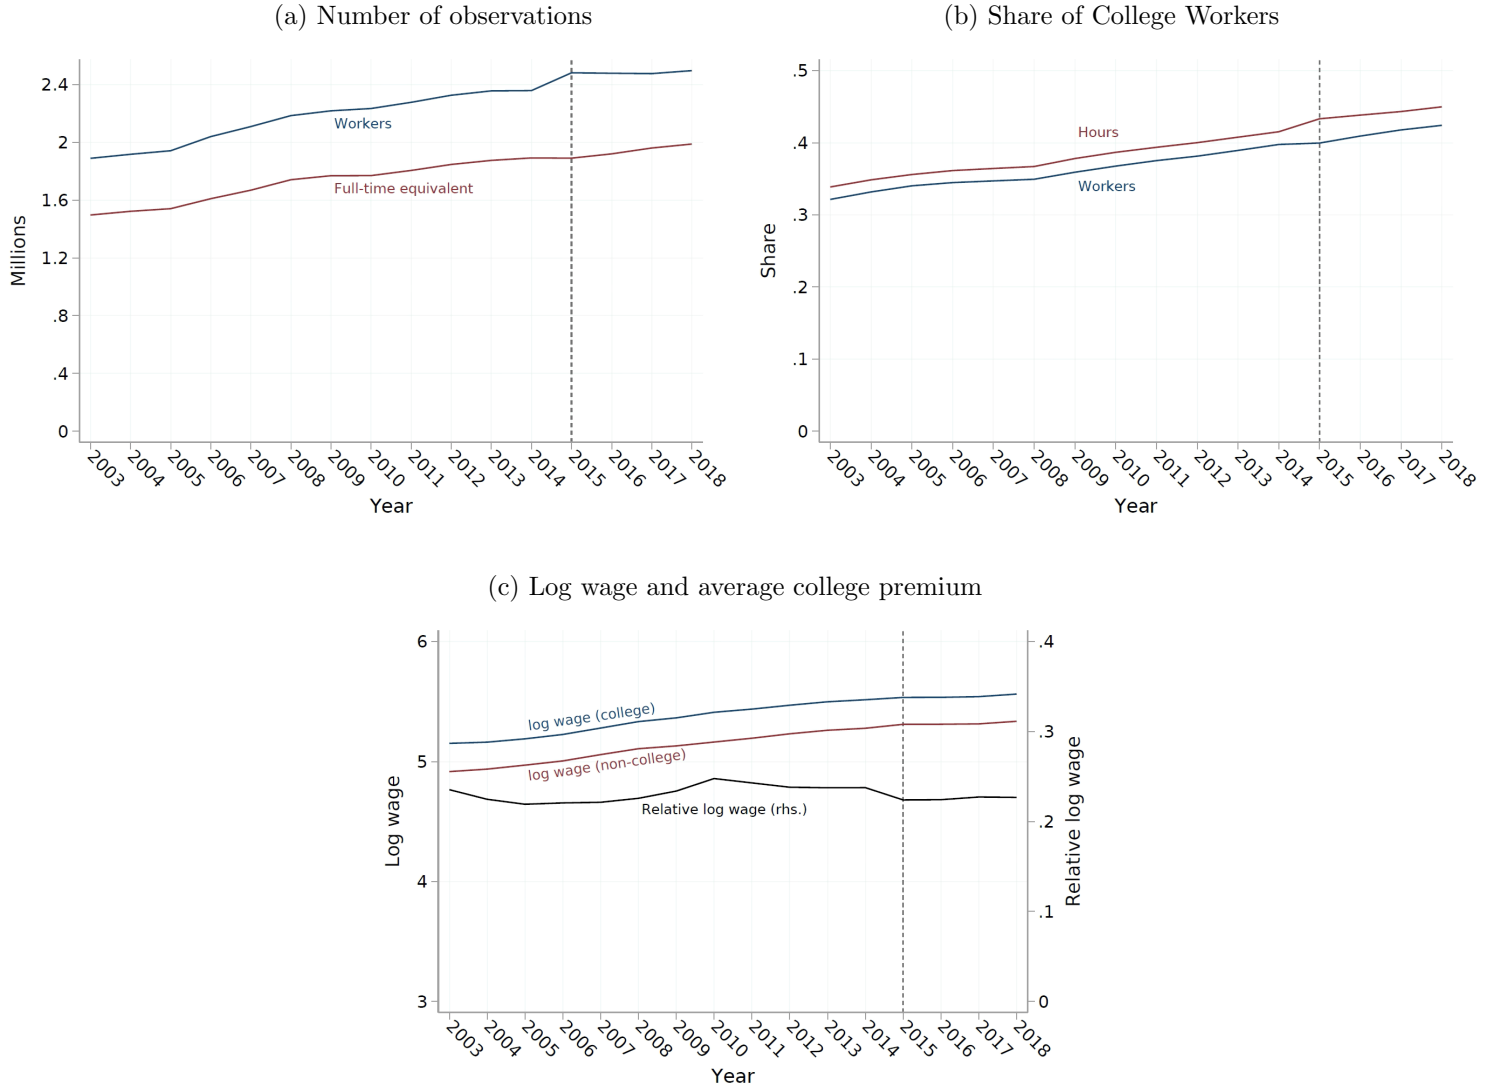 (a) Number of observations
Millions
2.4
2
1.6
1.2
.8
.4
0
Workers
Full-time equivalent
2003 2004 2005 2006 2007 2008 2009 2010 2011 2012 2013 2014 2015 2016 2017 2018
Year
(b) Share of College Workers
Share
.5
.4
.3
.2
.1
0
Hours
Workers
2003 2004 2005 2006 2007 2008 2009 2010 2011 2012 2013 2014 2015 2016 2017 2018
Year
(c) Log wage and average college premium
Log wage
6
5
4
3
log wage (college)
log wage (non-college)
Relative log wage (rhs.)
.4
.3
.2
.1
0
Relative log wage
2003 2004 2005 2006 2007 2008 2009 2010 2011 2012 2013 2014 2015 2016 2017 2018
Year